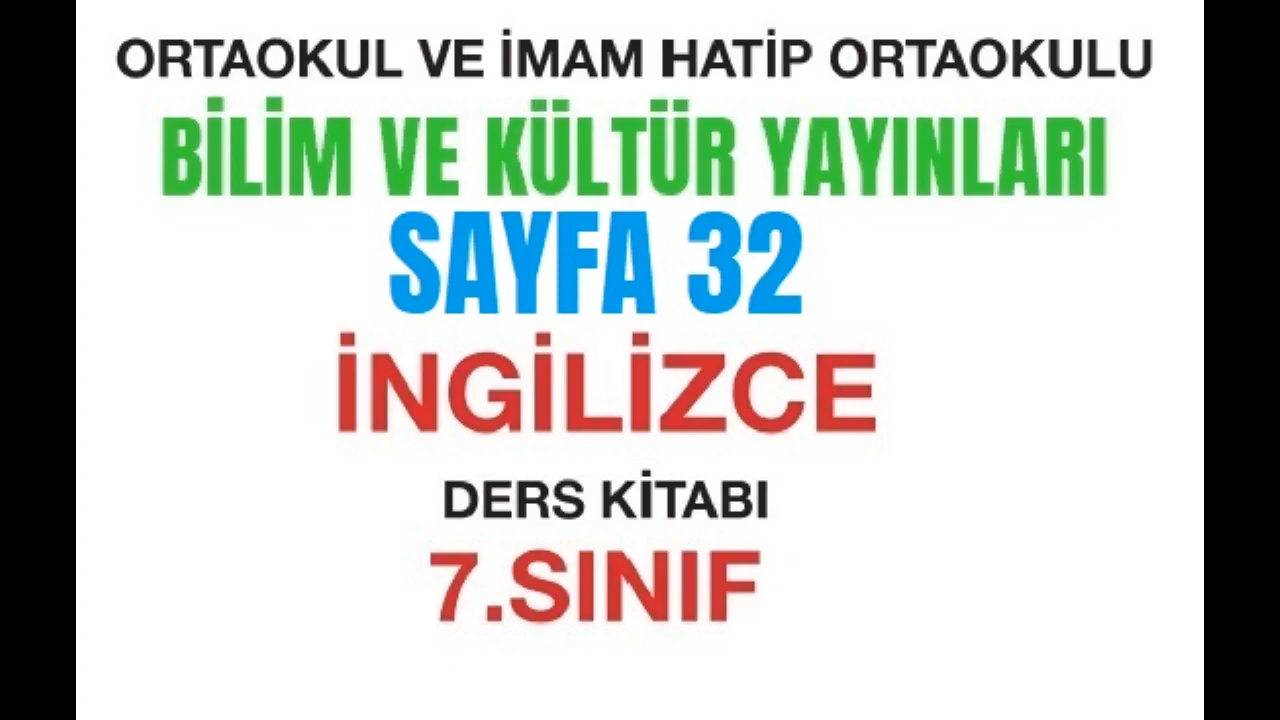 ORTAOKUL VE İMAM HATİP ORTAOKULU
BİLİM VE KÜLTÜR YAYINLARI
SAYFA 32
İNGİLİZCE
DERS KİTABI
7.SINIF